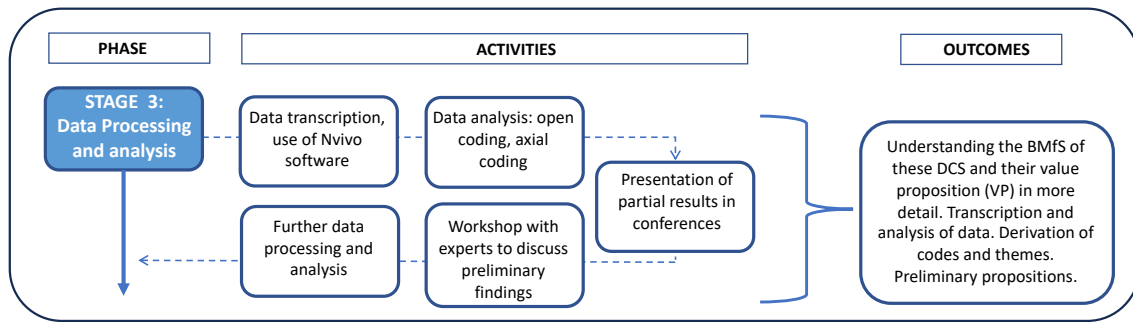 PHASE
ACTIVITIES
OUTCOMES
STAGE 3:
Data Processing
and analysis
Data transcription,
use of Nvivo
software
Data analysis: open
coding, axial
coding
Presentation of
partial results in
conferences
Workshop with
experts to discuss
preliminary
findings
Further data
processing and
analysis
Understanding the BMfS of
these DCS and their value
proposition (VP) in more
detail. Transcription and
analysis of data. Derivation of
codes and themes.
Preliminary propositions.